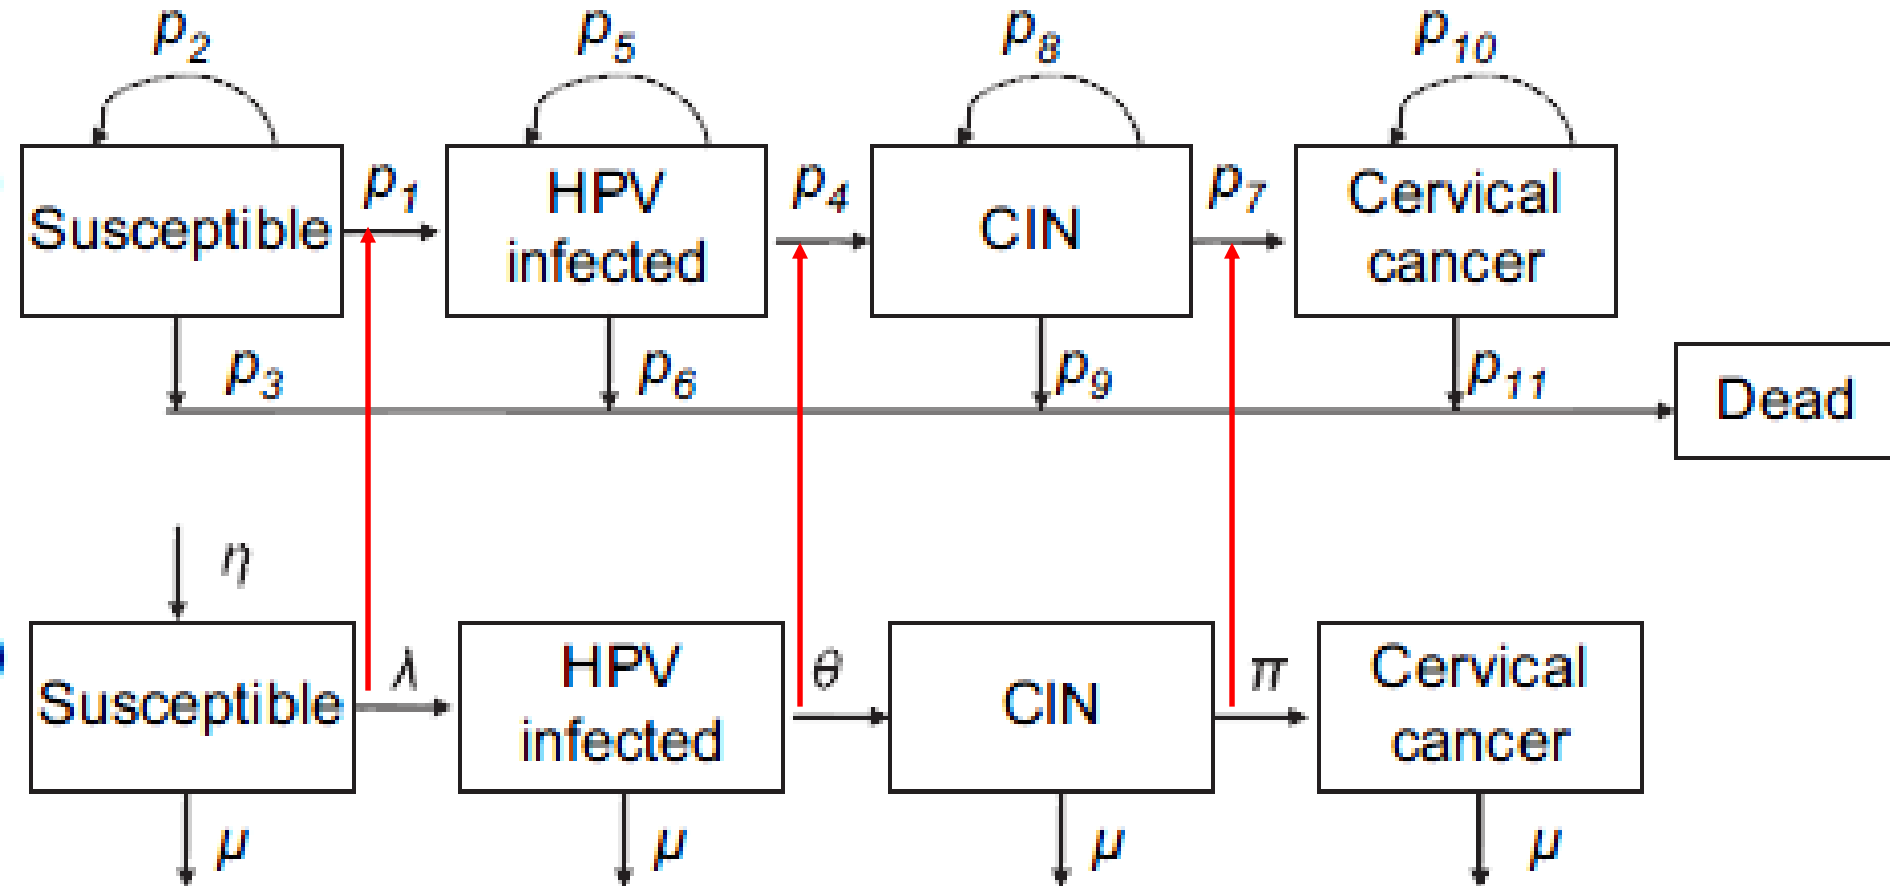 p2 p5 p8 p10
Susceptible p1 HPV infected p4 CIN p7 Cervical cancer
p3 p6 p9 p11 Dead
η
Susceptible λ HPV infected θ CIN π Cervical cancer
μ μ μ μ